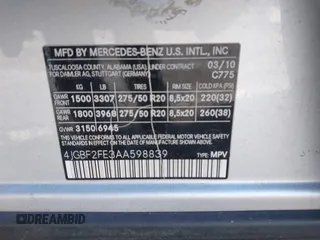 MFD BY MERCEDES-BENZ U.S. INTL., INC
TUSCALOOSA COUNTY, ALABAMA (USA)-UNDER CONTRACT 03/10
FOR DAIMLER AG, STUTTGART (GERMANY) C775
KG LB TIRE SIZE RIM SIZE COLD KPA (PSI)
GAWR FRONT 1500 3307 275/50 R20 8,5x20 220(32)
GAWR REAR 1800 3968 275/50 R20 8,5x20 260(38)
GVWR 3150 6945
4JGBF2FE3AA598839 TYPE: MPV
DREAMBID